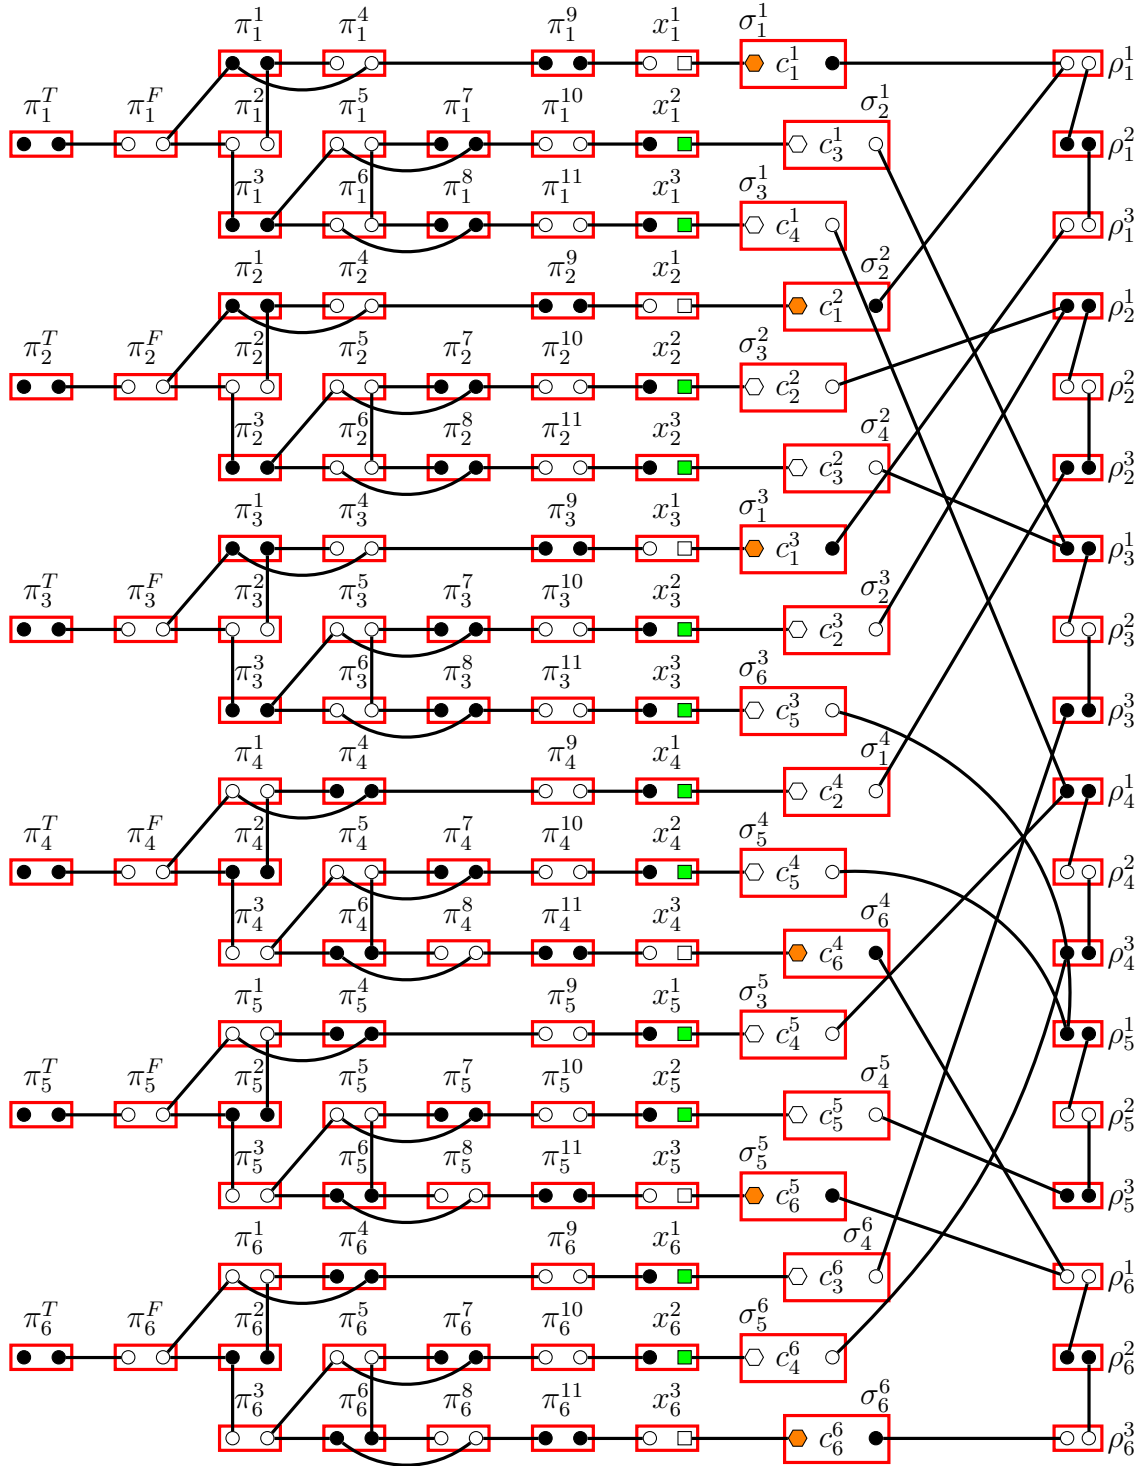 π_1^1 π_1^4 π_1^9 x_1^1 σ_1^1
c_1^1 ρ_1^1
π_1^T π_1^F π_1^2 π_1^5 π_1^7 π_1^10 x_1^2 σ_2^1
c_3^1 ρ_1^2
π_1^3 π_1^6 π_1^8 π_1^11 x_1^3 σ_3^1
c_4^1 ρ_1^3
π_2^1 π_2^4 π_2^9 x_2^1 σ_2^2
c_1^2 ρ_2^1
π_2^T π_2^F π_2^2 π_2^5 π_2^7 π_2^10 x_2^2 σ_3^2
c_2^2 ρ_2^2
π_2^3 π_2^6 π_2^8 π_2^11 x_2^3 σ_4^2
c_3^2 ρ_2^3
π_3^1 π_3^4 π_3^9 x_3^1 σ_1^3
c_1^3 ρ_3^1
π_3^T π_3^F π_3^2 π_3^5 π_3^7 π_3^10 x_3^2 σ_2^3
c_2^3 ρ_3^2
π_3^3 π_3^6 π_3^8 π_3^11 x_3^3 σ_6^3
c_5^3 ρ_3^3
π_4^1 π_4^4 π_4^9 x_4^1 σ_1^4
c_2^4 ρ_4^1
π_4^T π_4^F π_4^2 π_4^5 π_4^7 π_4^10 x_4^2 σ_5^4
c_5^4 ρ_4^2
π_4^3 π_4^6 π_4^8 π_4^11 x_4^3 σ_6^4
c_6^4 ρ_4^3
π_5^1 π_5^4 π_5^9 x_5^1 σ_3^5
c_4^5 ρ_5^1
π_5^T π_5^F π_5^2 π_5^5 π_5^7 π_5^10 x_5^2 σ_4^5
c_5^5 ρ_5^2
π_5^3 π_5^6 π_5^8 π_5^11 x_5^3 σ_5^5
c_6^5 ρ_5^3
π_6^1 π_6^4 π_6^9 x_6^1 σ_4^6
c_3^6 ρ_6^1
π_6^T π_6^F π_6^2 π_6^5 π_6^7 π_6^10 x_6^2 σ_5^6
c_4^6 ρ_6^2
π_6^3 π_6^6 π_6^8 π_6^11 x_6^3 σ_6^6
c_6^6 ρ_6^3